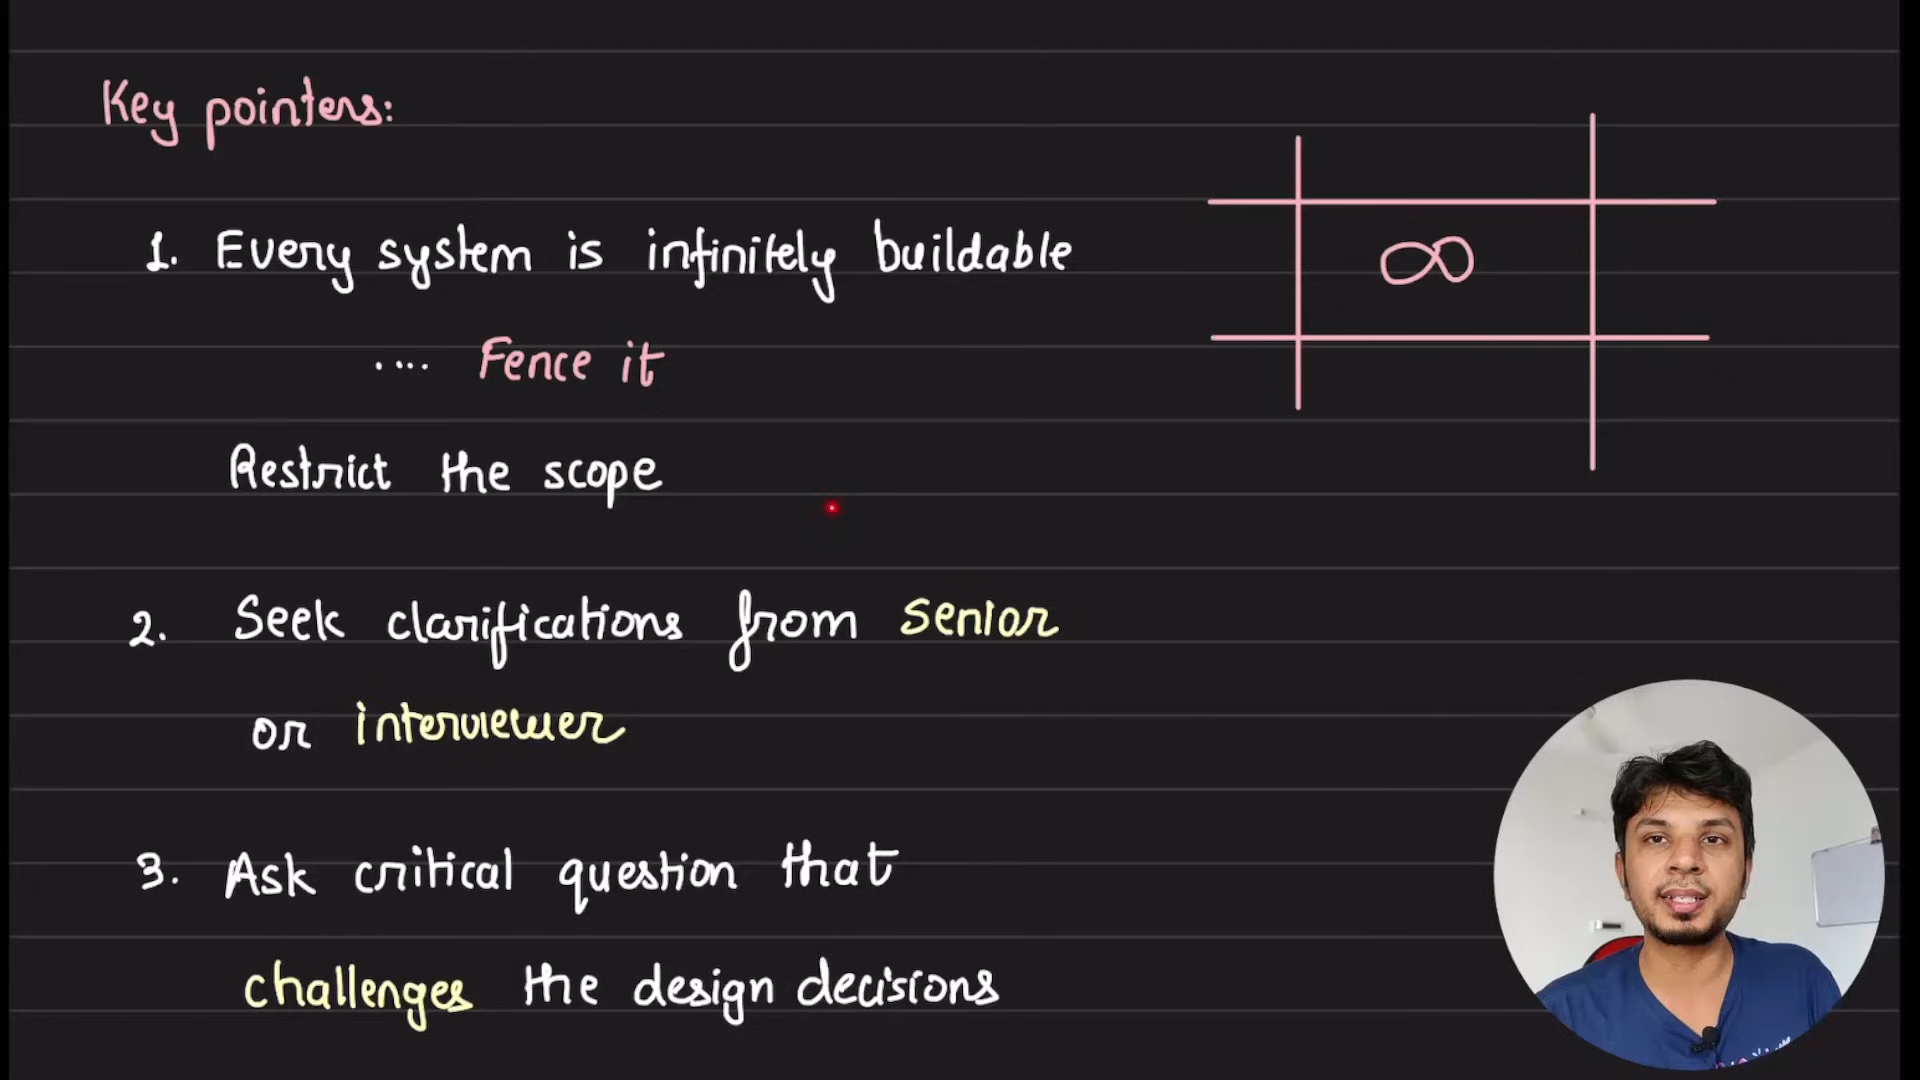 Key pointers:
1. Every system is infinitely buildable
.... Fence it
Restrict the scope
∞
2. Seek clarifications from senior
or interviewer
3. Ask critical question that
challenges the design decisions